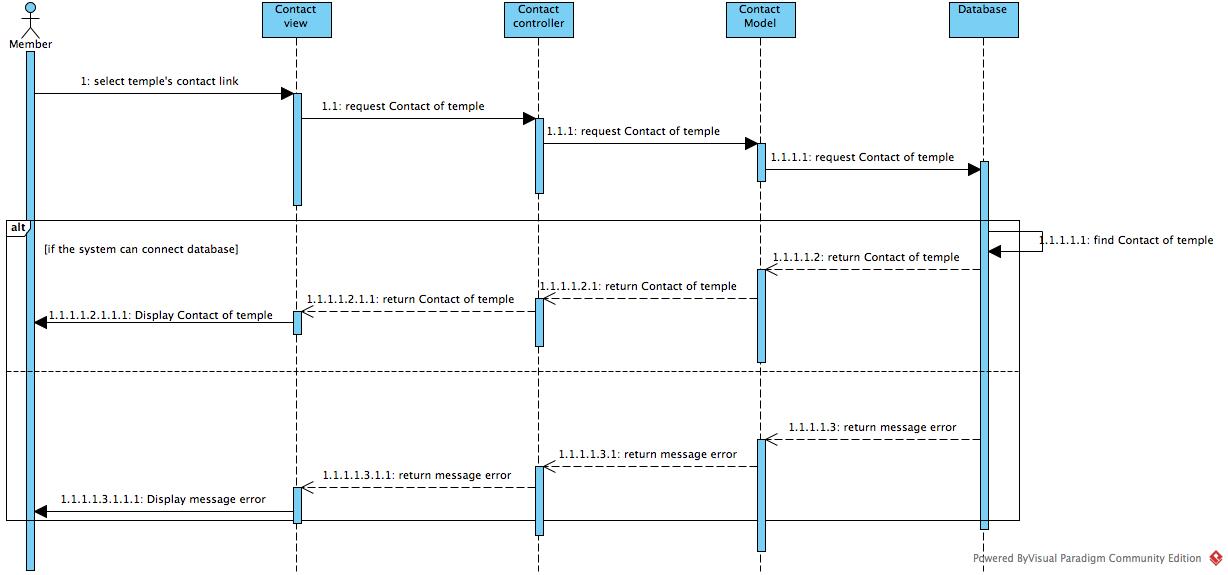 Contact
view
Contact
controller
Contact
Model
Database
Member
1: select temple's contact link
1.1: request Contact of temple
1.1.1: request Contact of temple
1.1.1.1: request Contact of temple
alt
[if the system can connect database]
1.1.1.1.1: find Contact of temple
1.1.1.1.2: return Contact of temple
1.1.1.1.2.1: return Contact of temple
1.1.1.1.2.1.1: return Contact of temple
1.1.1.1.2.1.1.1: Display Contact of temple
1.1.1.1.3: return message error
1.1.1.1.3.1: return message error
1.1.1.1.3.1.1: return message error
1.1.1.1.3.1.1.1: Display message error
Powered ByVisual Paradigm Community Edition